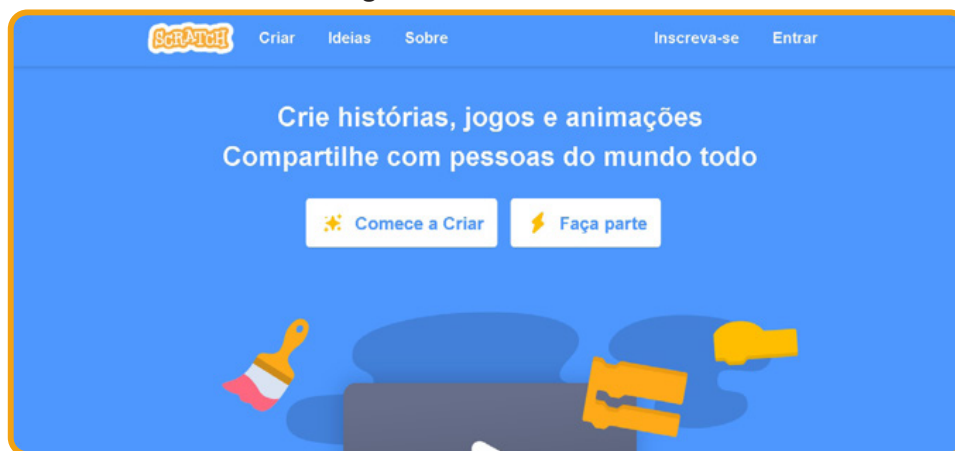 SCRATCH Criar Ideias Sobre Inscreva-se Entrar
Crie histórias, jogos e animações
Compartilhe com pessoas do mundo todo
Comece a Criar Faça parte